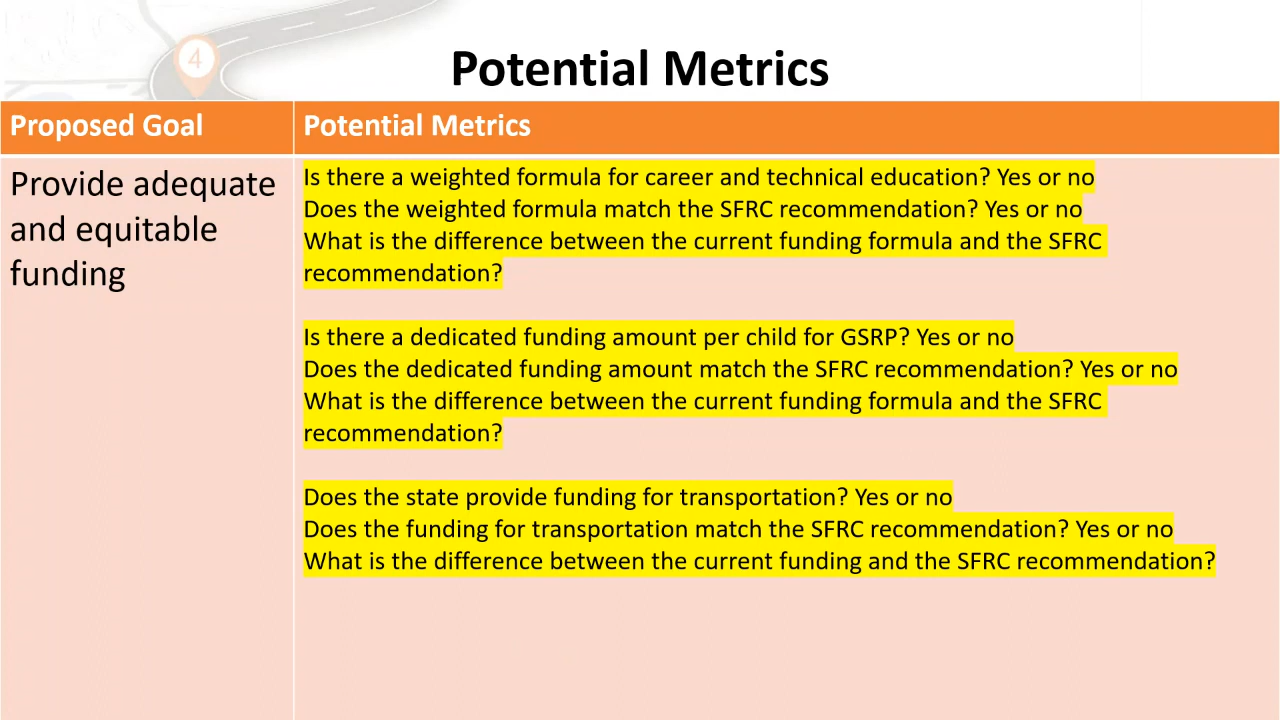 4
Potential Metrics
Proposed Goal
Potential Metrics
Provide adequate
and equitable
funding
Is there a weighted formula for career and technical education? Yes or no
Does the weighted formula match the SFRC recommendation? Yes or no
What is the difference between the current funding formula and the SFRC
recommendation?
Is there a dedicated funding amount per child for GSRP? Yes or no
Does the dedicated funding amount match the SFRC recommendation? Yes or no
What is the difference between the current funding formula and the SFRC
recommendation?
Does the state provide funding for transportation? Yes or no
Does the funding for transportation match the SFRC recommendation? Yes or no
What is the difference between the current funding and the SFRC recommendation?